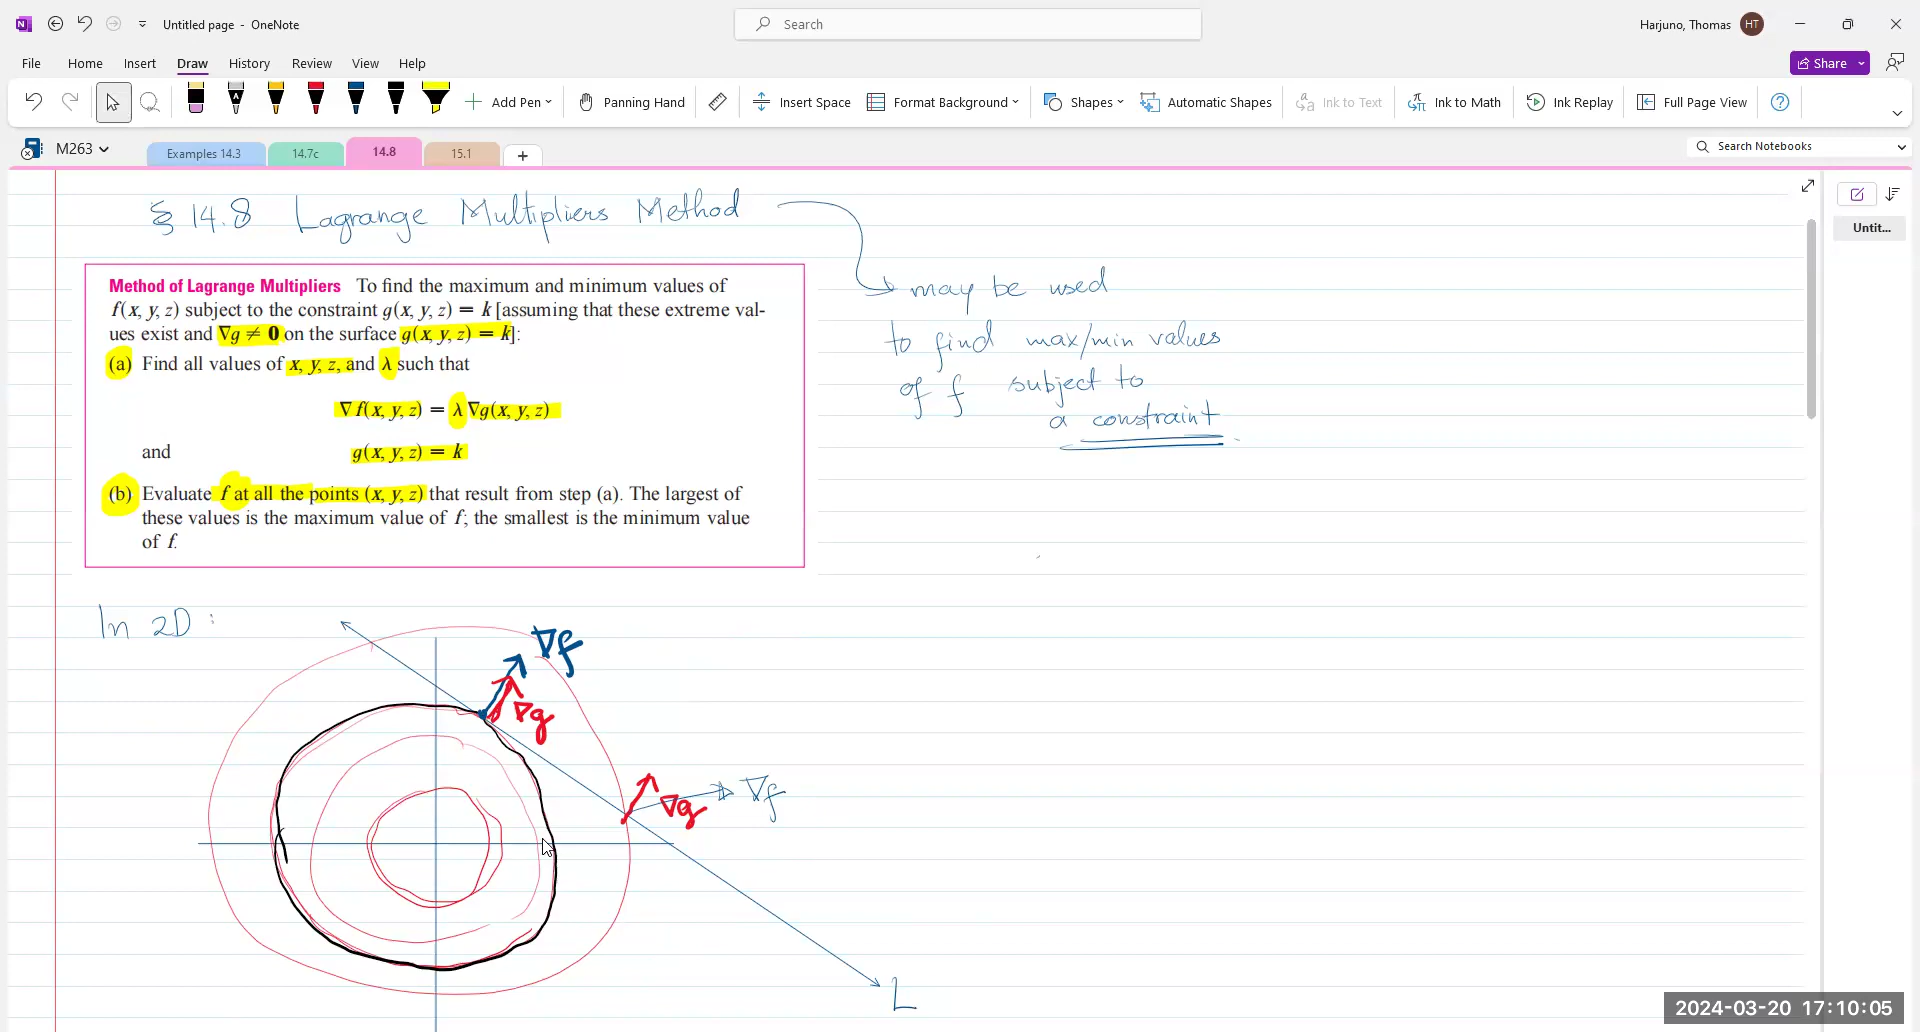 Untitled page - OneNote
Search
Harjuno, Thomas
HT
File
Home
Insert
Draw
History
Review
View
Help
Share
Add Pen
Panning Hand
Insert Space
Format Background
Shapes
Automatic Shapes
Ink to Text
Ink to Math
Ink Replay
Full Page View
M263
Examples 14.3
14.7c
14.8
15.1
Search Notebooks
Untit...
§ 14.8 Lagrange Multipliers Method
Method of Lagrange Multipliers To find the maximum and minimum values of
f(x, y, z) subject to the constraint g(x, y, z) = k [assuming that these extreme val-
ues exist and ∇g ≠ 0 on the surface g(x, y, z) = k]:
(a) Find all values of x, y, z, and λ such that
∇f(x, y, z) = λ ∇g(x, y, z)
and g(x, y, z) = k
(b) Evaluate f at all the points (x, y, z) that result from step (a). The largest of
these values is the maximum value of f; the smallest is the minimum value
of f.
may be used
to find max/min values
of f subject to
a constraint
In 2D:
∇f
∇g
∇g
∇f
L
2024-03-20 17:10:05